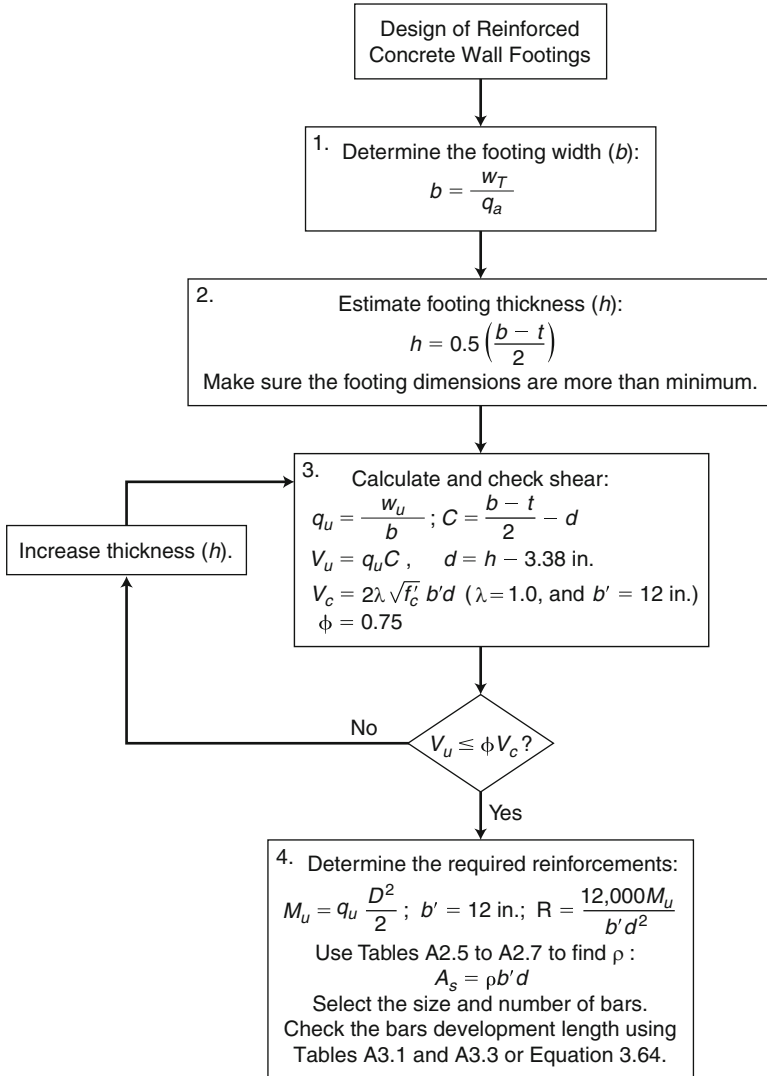 Design of Reinforced
Concrete Wall Footings
1. Determine the footing width (b):
b = w_T / q_a
2. Estimate footing thickness (h):
h = 0.5 ( (b − t) / 2 )
Make sure the footing dimensions are more than minimum.
3. Calculate and check shear:
q_u = w_u / b ; C = (b − t) / 2 − d
V_u = q_u C , d = h − 3.38 in.
V_c = 2λ √f′_c b′d ( λ = 1.0, and b′ = 12 in.)
ϕ = 0.75
Increase thickness (h).
No
V_u ≤ ϕV_c ?
Yes
4. Determine the required reinforcements:
M_u = q_u D² / 2 ; b′ = 12 in.; R = 12,000M_u / b′d²
Use Tables A2.5 to A2.7 to find ρ :
A_s = ρb′d
Select the size and number of bars.
Check the bars development length using
Tables A3.1 and A3.3 or Equation 3.64.